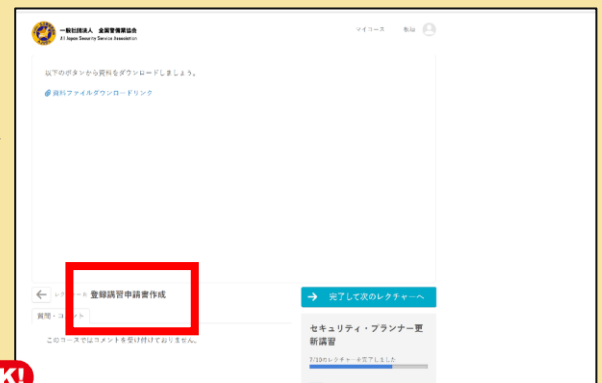 一般社団法人 全国警備業協会
All Japan Security Service Association
マイコース
以下のボタンから資料をダウンロードしましょう。
資料ファイルダウンロードリンク
登録講習申請書作成
完了して次のレクチャーへ
質問・コメント
このコースではコメントを受け付けておりません。
セキュリティ・プランナー更
新講習
7/10のレクチャーを完了しました
K!